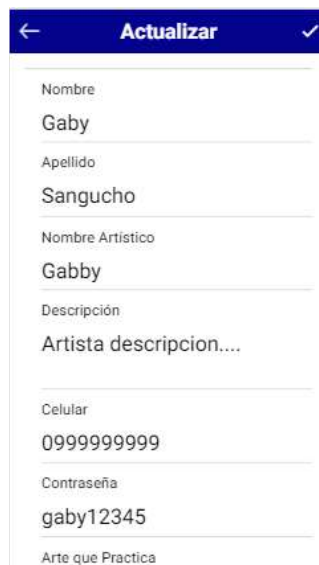 Actualizar
Nombre
Gaby
Apellido
Sangucho
Nombre Artístico
Gabby
Descripción
Artista descripcion....
Celular
0999999999
Contraseña
gaby12345
Arte que Practica